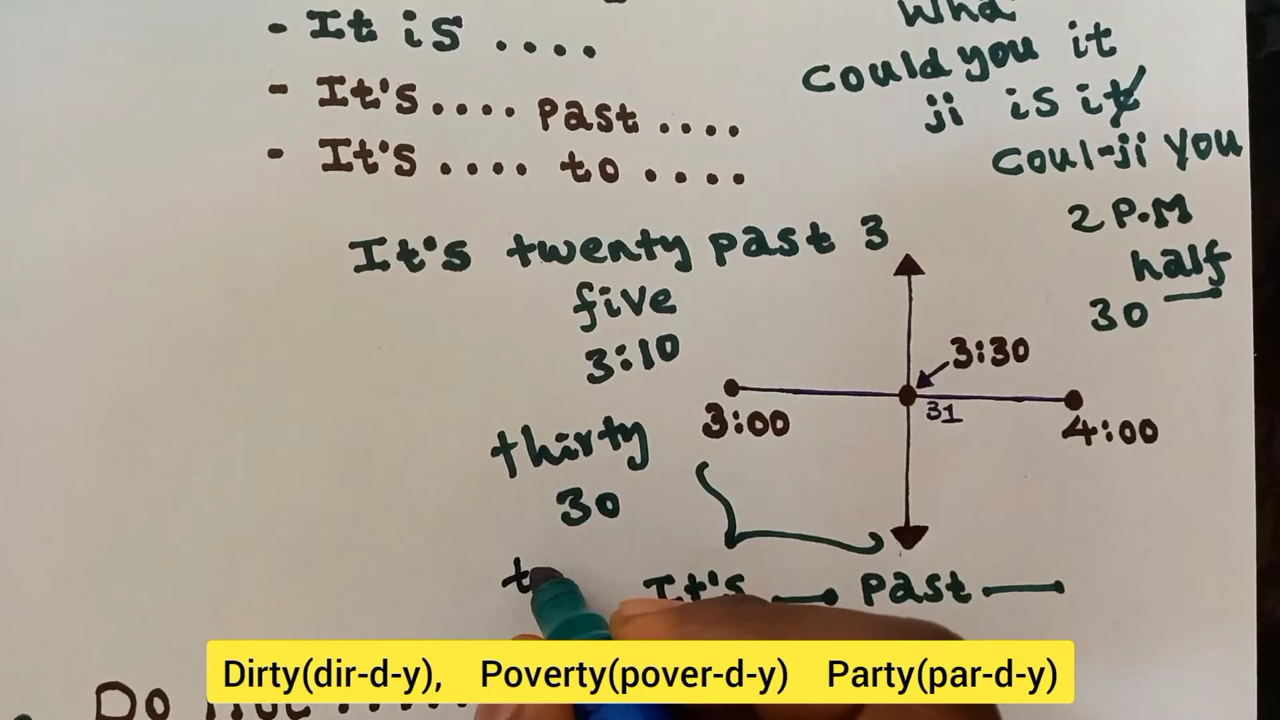 - It is ....
- It's .... past ....
- It's .... to ....
could you it
ji is it
coul-ji you
2 P.M
half
30
It's twenty past 3
five
3:10
3:30
31
3:00
4:00
thirty
30
t
It's past
Do
Dirty(dir-d-y), Poverty(pover-d-y) Party(par-d-y)